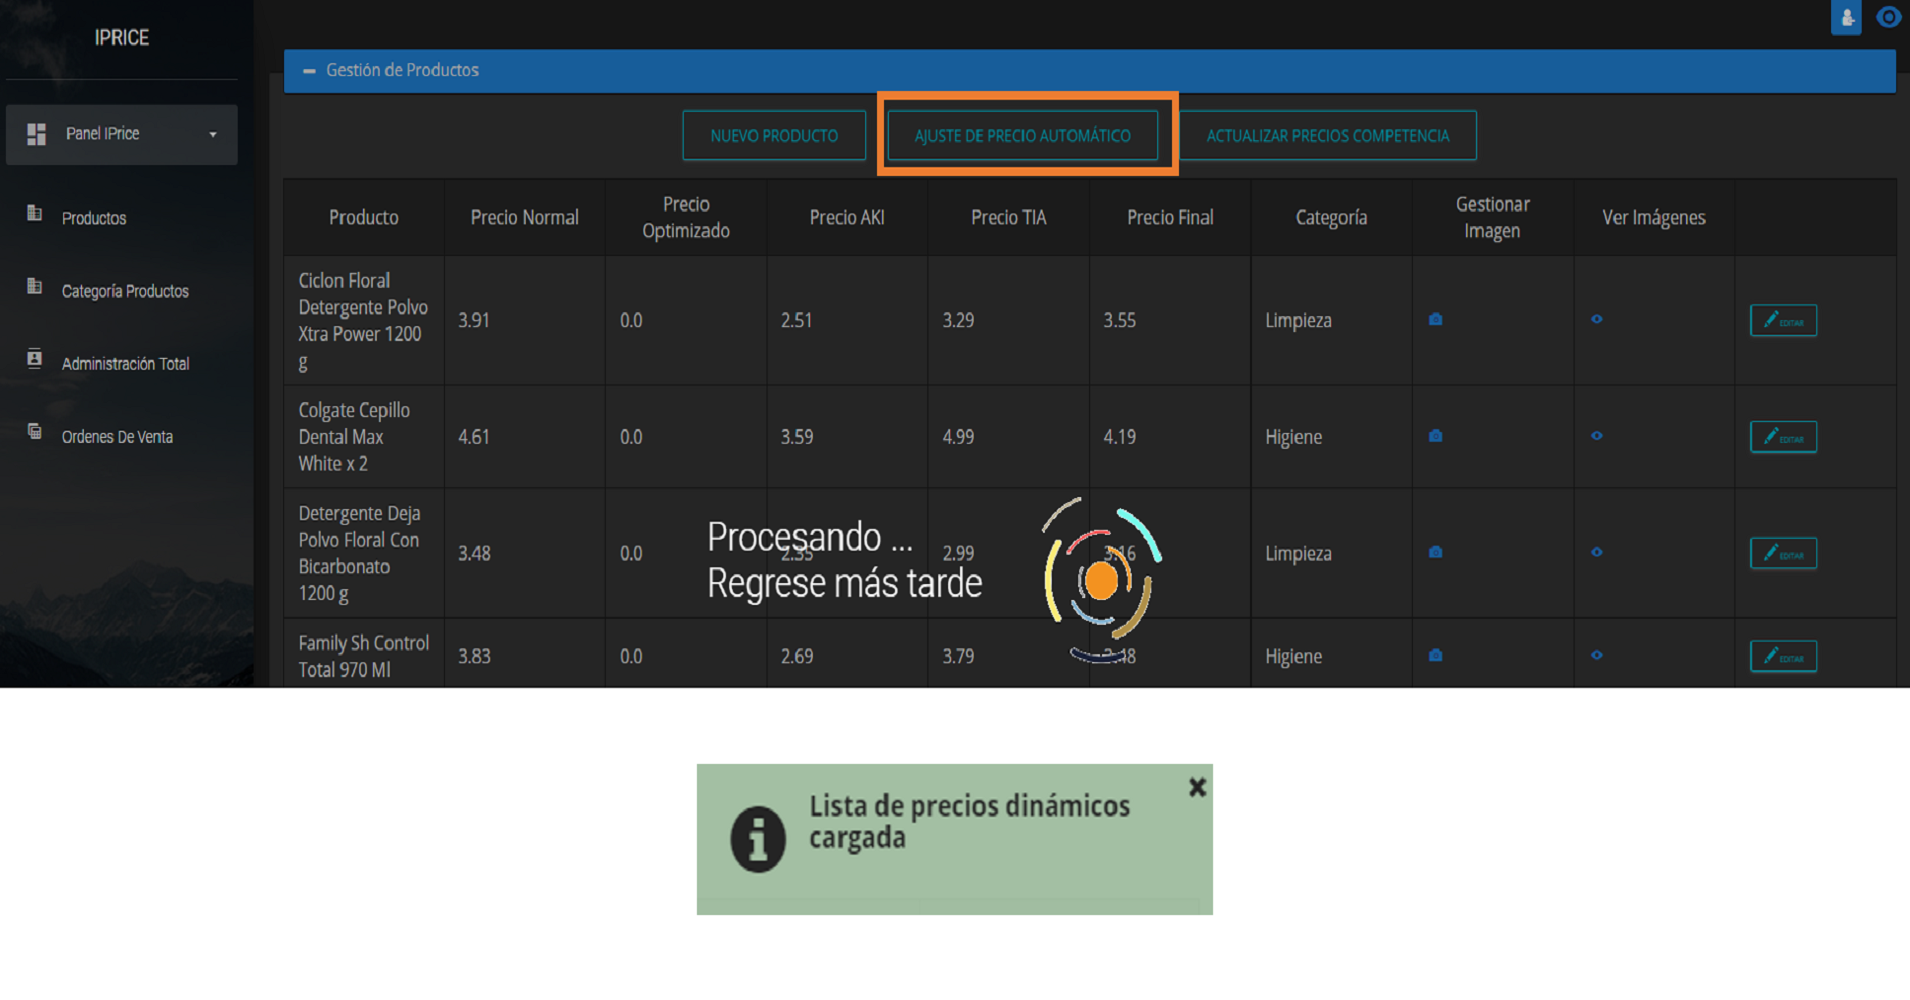 IPRICE
Panel IPrice
Productos
Categoría Productos
Administración Total
Ordenes De Venta
Gestión de Productos
NUEVO PRODUCTO
AJUSTE DE PRECIO AUTOMÁTICO
ACTUALIZAR PRECIOS COMPETENCIA
Producto
Precio Normal
Precio
Optimizado
Precio AKI
Precio TIA
Precio Final
Categoría
Gestionar
Imagen
Ver Imágenes
Ciclon Floral
Detergente Polvo
Xtra Power 1200
g
3.91
0.0
2.51
3.29
3.55
Limpieza
EDITAR
Colgate Cepillo
Dental Max
White x 2
4.61
0.0
3.59
4.99
4.19
Higiene
EDITAR
Detergente Deja
Polvo Floral Con
Bicarbonato
1200 g
3.48
0.0
2.35
2.99
3.16
Limpieza
EDITAR
Procesando ...
Regrese más tarde
Family Sh Control
Total 970 Ml
3.83
0.0
2.69
3.79
Higiene
EDITAR
Lista de precios dinámicos
cargada